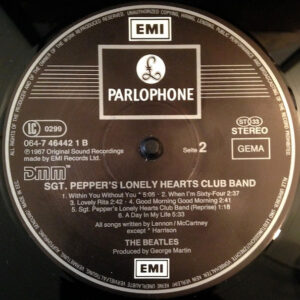 EMI
£
PARLOPHONE
LC 0299
ST 33
STEREO
064-7 46442 1 B
℗ 1967 Original Sound Recordings
made by EMI Records Ltd.
Seite 2
GEMA
DMM
SGT. PEPPER'S LONELY HEARTS CLUB BAND
1. Within You Without You * 5:06 - 2. When I'm Sixty-Four 2:37
3. Lovely Rita 2:42 - 4. Good Morning Good Morning 2:41
5. Sgt. Pepper's Lonely Hearts Club Band (Reprise) 1:18
6. A Day in My Life 5:33
All songs written by Lennon / McCartney
except * Harrison
THE BEATLES
Produced by George Martin
EMI